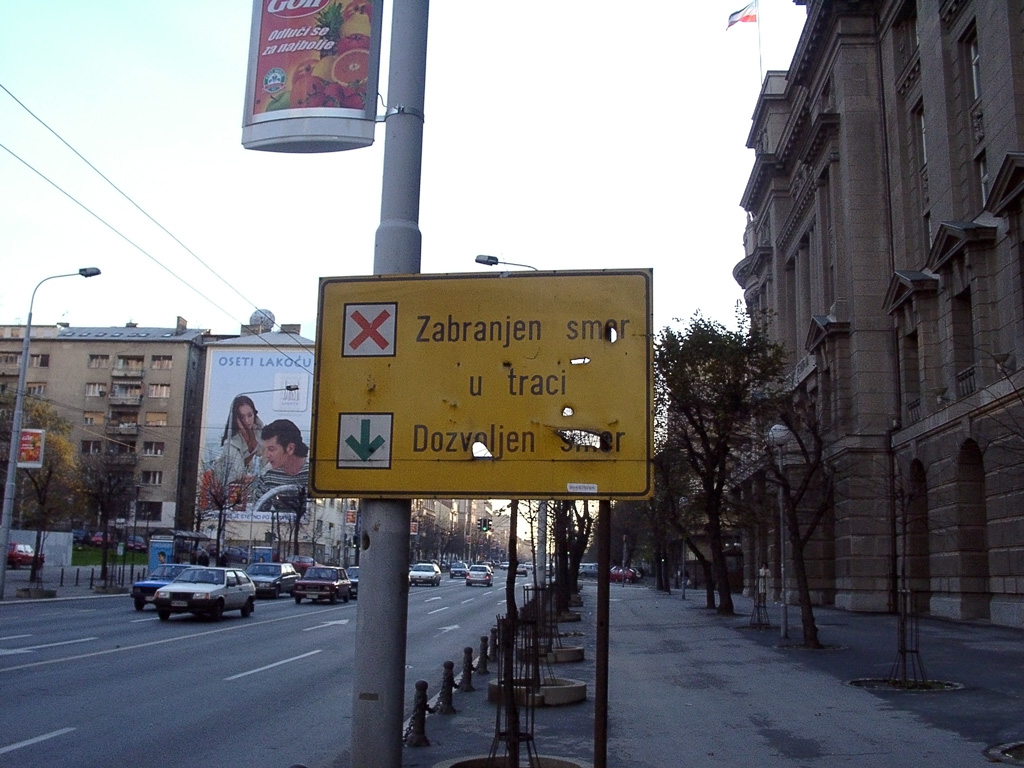 Odluči se
za najbolje
OSETI LAKOĆU
Zabranjen smer
u traci
Dozvoljen smer